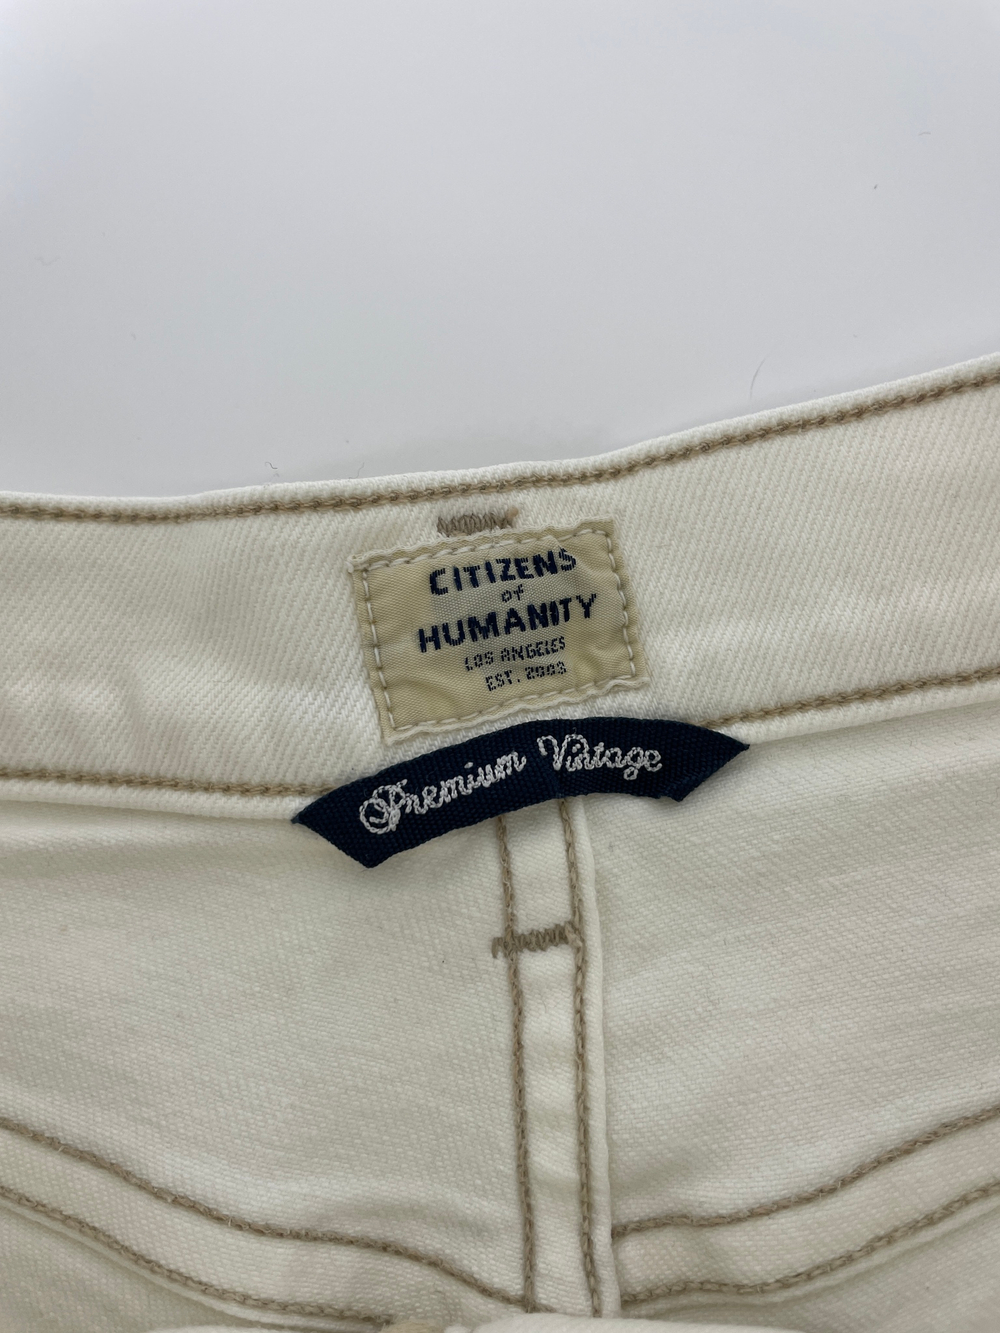 CITIZENS
of
HUMANITY
LOS ANGELES
EST. 2003
Premium Vintage